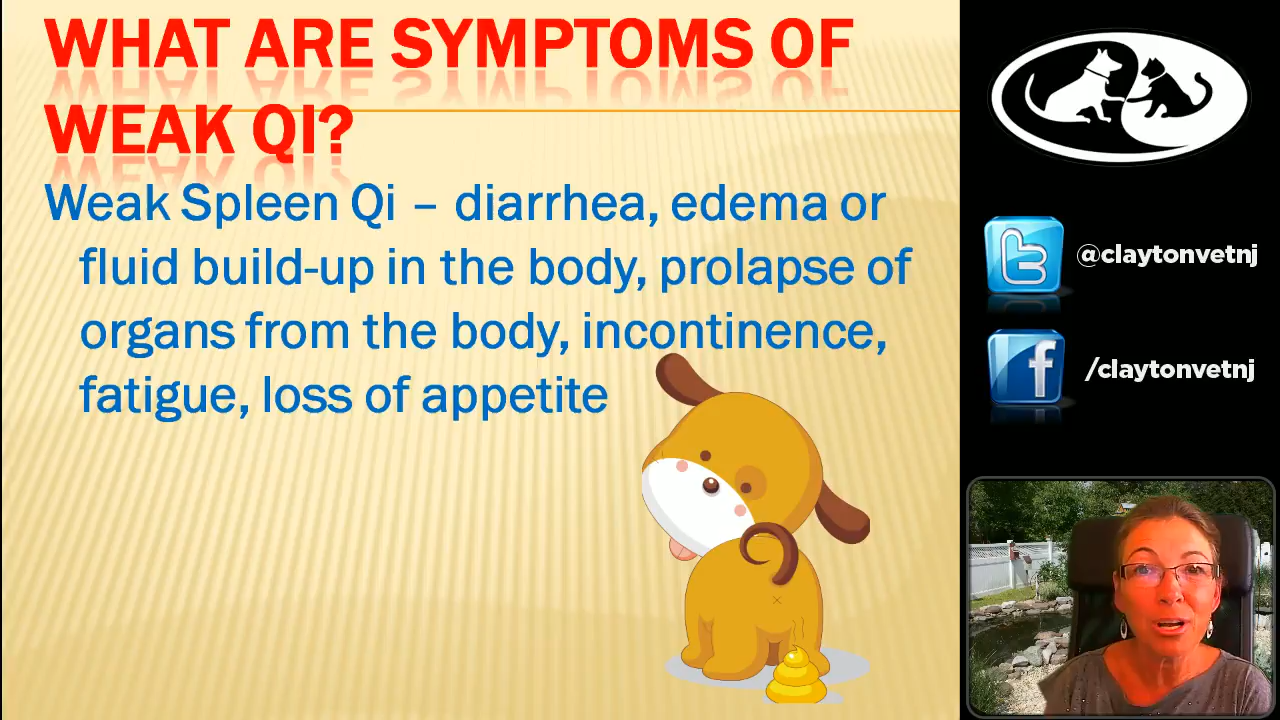 WHAT ARE SYMPTOMS OF
WEAK QI?
Weak Spleen Qi – diarrhea, edema or
fluid build-up in the body, prolapse of
organs from the body, incontinence,
fatigue, loss of appetite
@claytonvetnj
/claytonvetnj